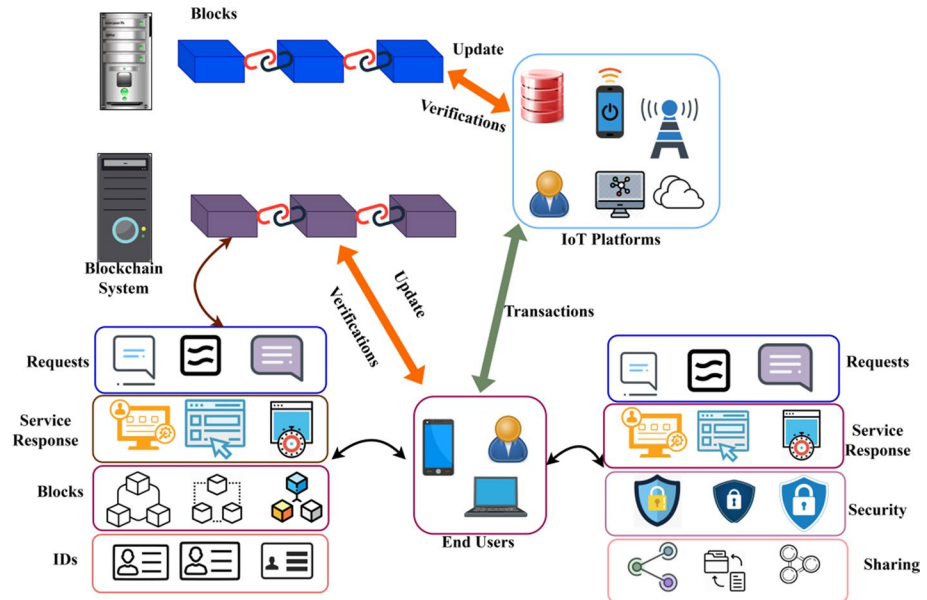 Blocks
Update
Verifications
IoT Platforms
Blockchain
System
Update
Verifications
Transactions
Requests
Service
Response
Blocks
IDs
End Users
Requests
Service
Response
Security
Sharing